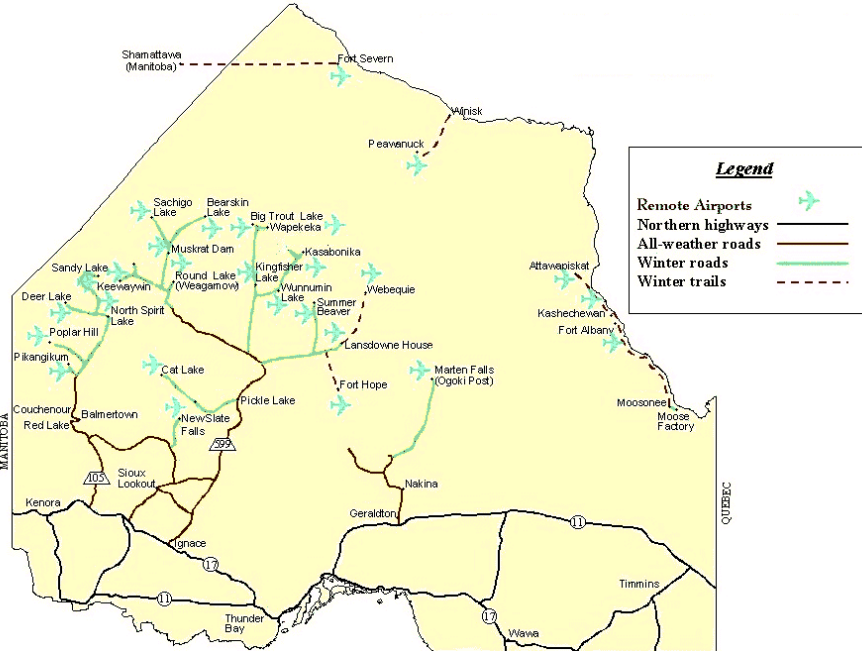 Shamattawa
(Manitoba)
Fort Severn
Winisk
Peawanuck
Legend
Remote Airports
Northern highways
All-weather roads
Winter roads
Winter trails
Sachigo
Lake
Bearskin
Lake
Big Trout Lake
Wapekeka
Muskrat Dam
Kasabonika
Sandy Lake
Keewaywin
Round Lake
(Weagamow)
Kingfisher
Lake
Wunnumin
Lake
Webequie
Attawapiskat
Deer Lake
North Spirit
Lake
Summer
Beaver
Kashechewan
Fort Albany
Poplar Hill
Pikangikum
Lansdowne House
Cat Lake
Marten Falls
(Ogoki Post)
Fort Hope
Pickle Lake
Moosonee
Moose
Factory
Couchenour
Balmertown
Red Lake
NewSlate
Falls
599
MANITOBA
105
Sioux
Lookout
Nakina
Kenora
Geraldton
11
QUEBEC
Ignace
17
11
Timmins
Thunder
Bay
17
Wawa